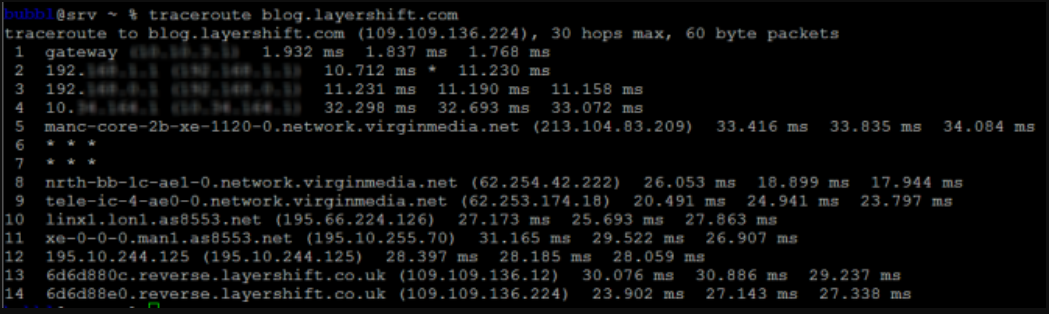 bubbl@srv ~ % traceroute blog.layershift.com
traceroute to blog.layershift.com (109.109.136.224), 30 hops max, 60 byte packets
1 gateway 1.932 ms 1.837 ms 1.768 ms
2 192. 10.712 ms * 11.230 ms
3 192. 11.231 ms 11.190 ms 11.158 ms
4 10. 32.298 ms 32.693 ms 33.072 ms
5 manc-core-2b-xe-1120-0.network.virginmedia.net (213.104.83.209) 33.416 ms 33.835 ms 34.084 ms
6 * * *
7 * * *
8 nrth-bb-1c-ae1-0.network.virginmedia.net (62.254.42.222) 26.053 ms 18.899 ms 17.944 ms
9 tele-ic-4-ae0-0.network.virginmedia.net (62.253.174.18) 20.491 ms 24.941 ms 23.797 ms
10 linx1.lon1.as8553.net (195.66.224.126) 27.173 ms 25.693 ms 27.863 ms
11 xe-0-0-0.man1.as8553.net (195.10.255.70) 31.165 ms 29.522 ms 26.907 ms
12 195.10.244.125 (195.10.244.125) 28.397 ms 28.185 ms 28.059 ms
13 6d6d880c.reverse.layershift.co.uk (109.109.136.12) 30.076 ms 30.886 ms 29.237 ms
14 6d6d88e0.reverse.layershift.co.uk (109.109.136.224) 23.902 ms 27.143 ms 27.338 ms